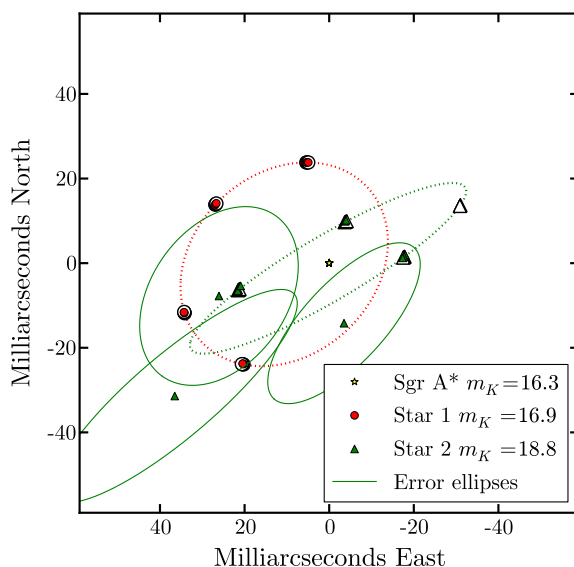 Milliarcseconds North
40
20
0
-20
-40
Sgr A* m_K=16.3
Star 1 m_K=16.9
Star 2 m_K=18.8
Error ellipses
40
20
0
-20
-40
Milliarcseconds East